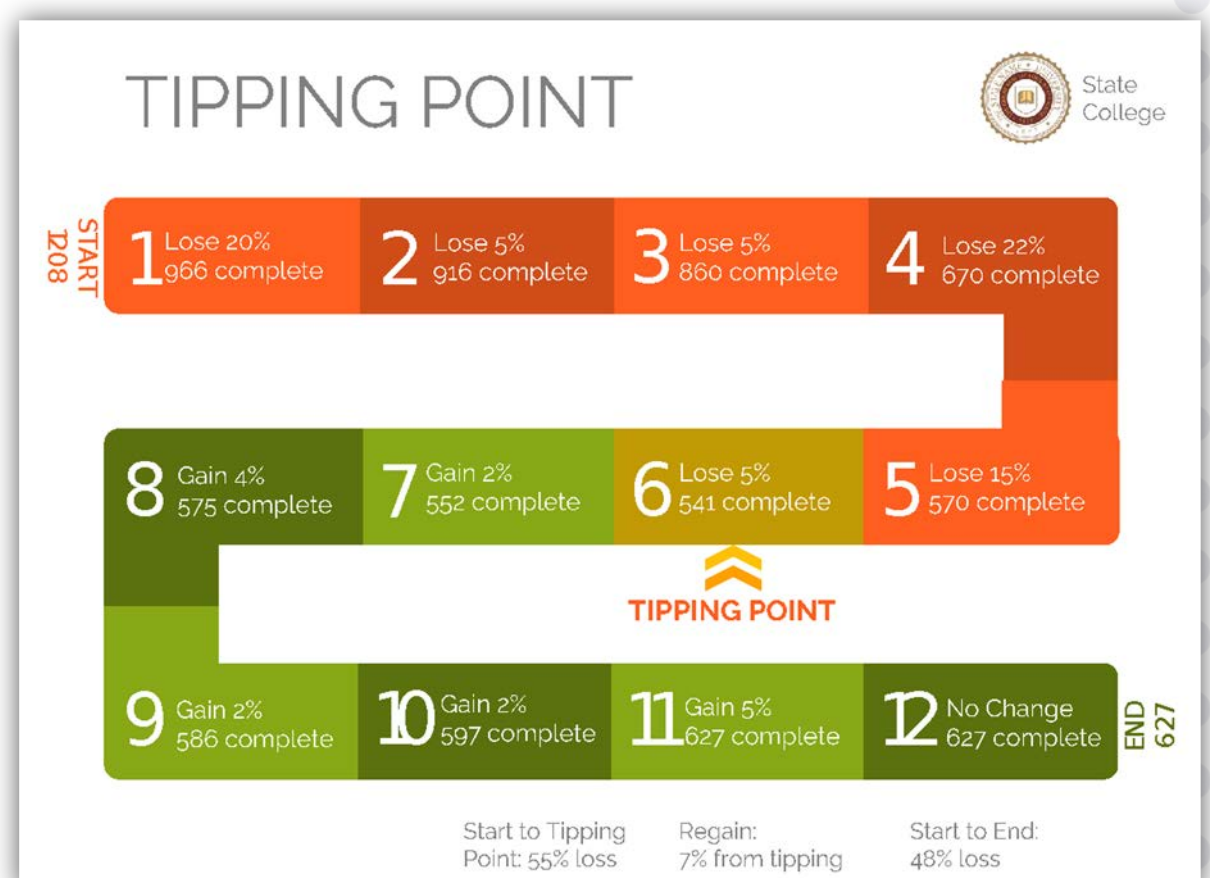 TIPPING POINT
State
College
START
1208
1 Lose 20%
966 complete
2 Lose 5%
916 complete
3 Lose 5%
860 complete
4 Lose 22%
670 complete
8 Gain 4%
575 complete
7 Gain 2%
552 complete
6 Lose 5%
541 complete
5 Lose 15%
570 complete
TIPPING POINT
9 Gain 2%
586 complete
10 Gain 2%
597 complete
11 Gain 5%
627 complete
12 No Change
627 complete
END
627
Start to Tipping
Point: 55% loss
Regain:
7% from tipping
Start to End:
48% loss